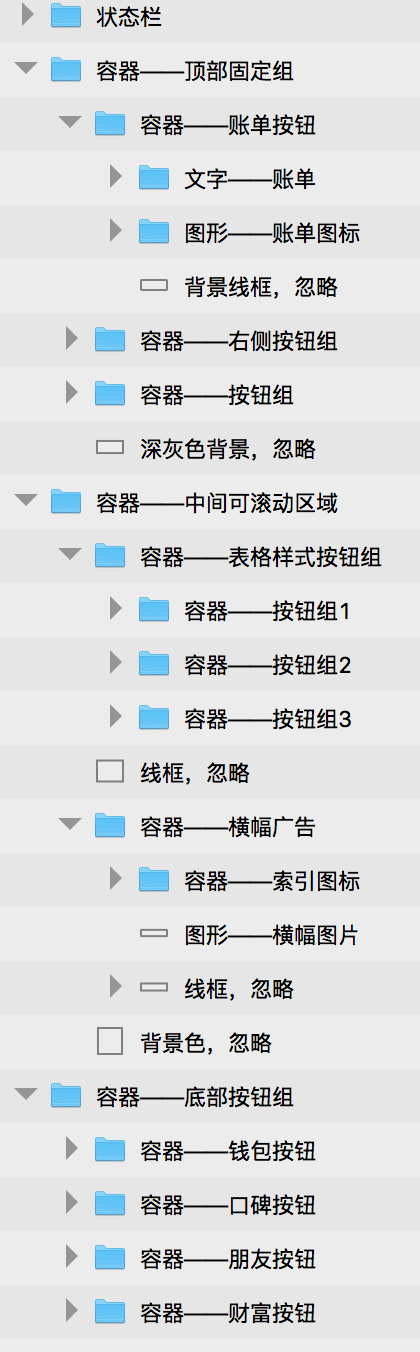 状态栏
容器——顶部固定组
容器——账单按钮
文字——账单
图形——账单图标
背景线框，忽略
容器——右侧按钮组
容器——按钮组
深灰色背景，忽略
容器——中间可滚动区域
容器——表格样式按钮组
容器——按钮组1
容器——按钮组2
容器——按钮组3
线框，忽略
容器——横幅广告
容器——索引图标
图形——横幅图片
线框，忽略
背景色，忽略
容器——底部按钮组
容器——钱包按钮
容器——口碑按钮
容器——朋友按钮
容器——财富按钮